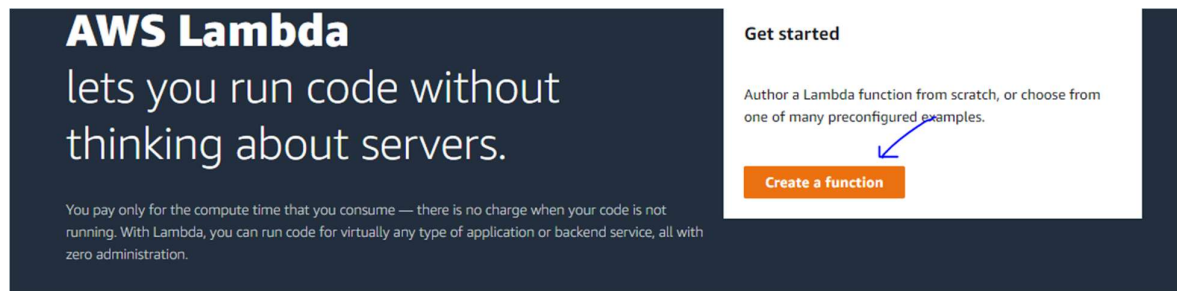 AWS Lambda
lets you run code without
thinking about servers.
You pay only for the compute time that you consume — there is no charge when your code is not
running. With Lambda, you can run code for virtually any type of application or backend service, all with
zero administration.
Get started
Author a Lambda function from scratch, or choose from
one of many preconfigured examples.
Create a function